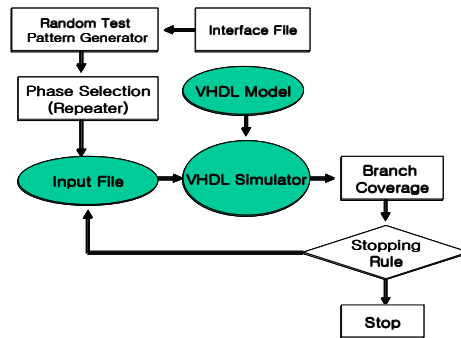 Random Test
Pattern Generator
Interface File
Phase Selection
(Repeater)
VHDL Model
Input File
VHDL Simulator
Branch
Coverage
Stopping
Rule
Stop